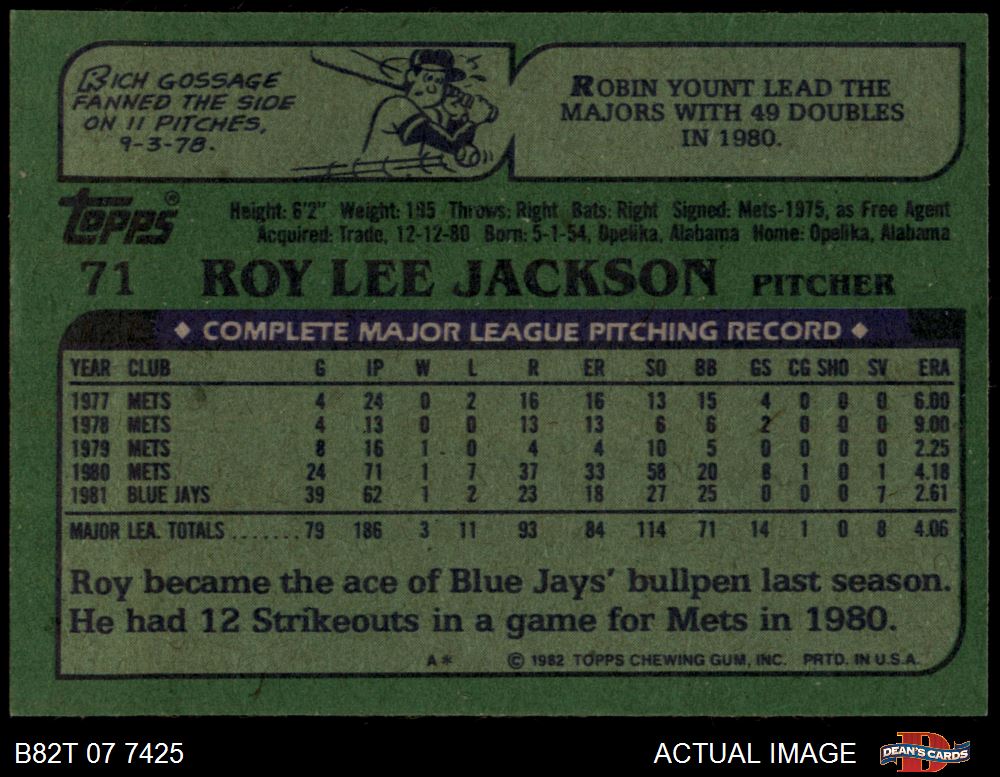 RICH GOSSAGE
FANNED THE SIDE
ON 11 PITCHES,
9-3-78.
ROBIN YOUNT LEAD THE
MAJORS WITH 49 DOUBLES
IN 1980.
TOPPS®
Height: 6'2" Weight: 195 Throws: Right Bats: Right Signed: Mets-1975, as Free Agent
Acquired: Trade, 12-12-80 Born: 5-1-54, Opelika, Alabama Home: Opelika, Alabama
71 ROY LEE JACKSON PITCHER
◆ COMPLETE MAJOR LEAGUE PITCHING RECORD ◆
YEAR CLUB G IP W L R ER SO BB GS CG SHO SV ERA
1977 METS 4 24 0 2 16 16 13 15 4 0 0 0 6.00
1978 METS 4 13 0 0 13 13 6 6 2 0 0 0 9.00
1979 METS 8 16 1 0 4 4 10 5 0 0 0 0 2.25
1980 METS 24 71 1 7 37 33 58 20 8 1 0 1 4.18
1981 BLUE JAYS 39 62 1 2 23 18 27 25 0 0 0 7 2.61
MAJOR LEA. TOTALS ....... 79 186 3 11 93 84 114 71 14 1 0 8 4.06
Roy became the ace of Blue Jays' bullpen last season.
He had 12 Strikeouts in a game for Mets in 1980.
A* © 1982 TOPPS CHEWING GUM, INC. PRTD. IN U.S.A.
B82T 07 7425 ACTUAL IMAGE DEAN'S CARDS